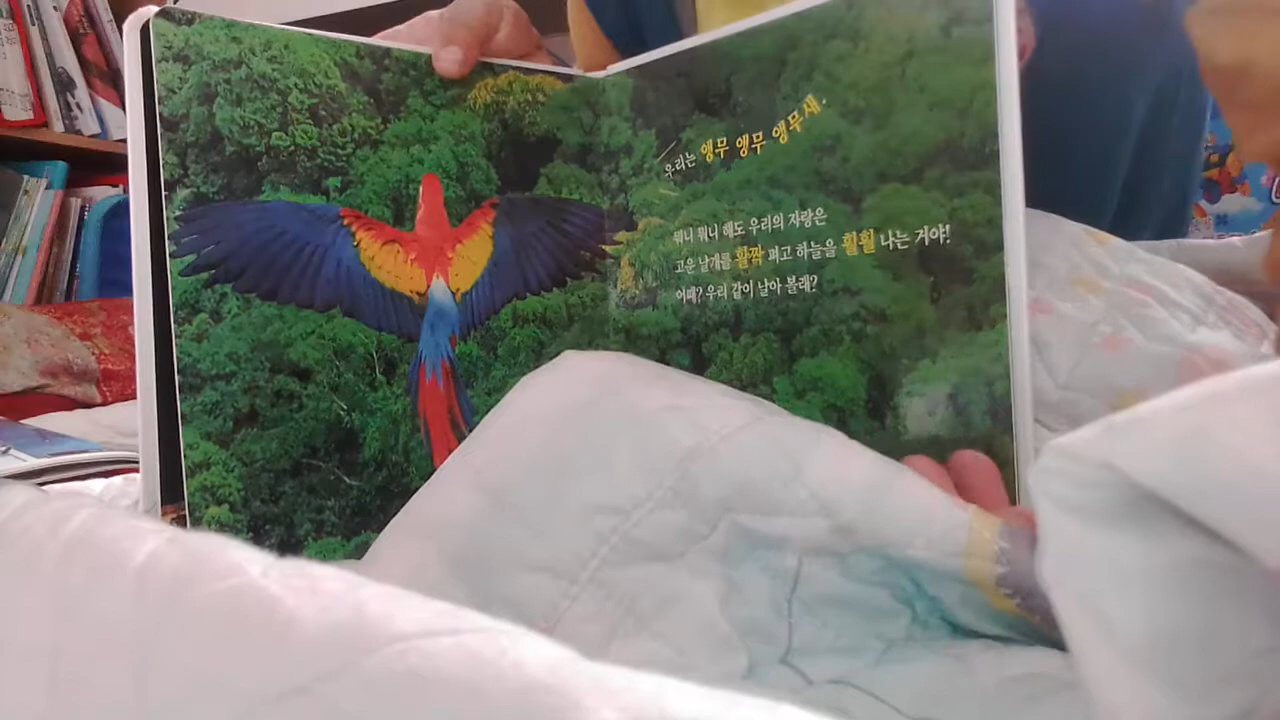 우리는 앵무 앵무 앵무새.
뭐니 뭐니 해도 우리의 자랑은
고운 날개를 활짝 펴고 하늘을 훨훨 나는 거야!
어때? 우리 같이 날아 볼래?